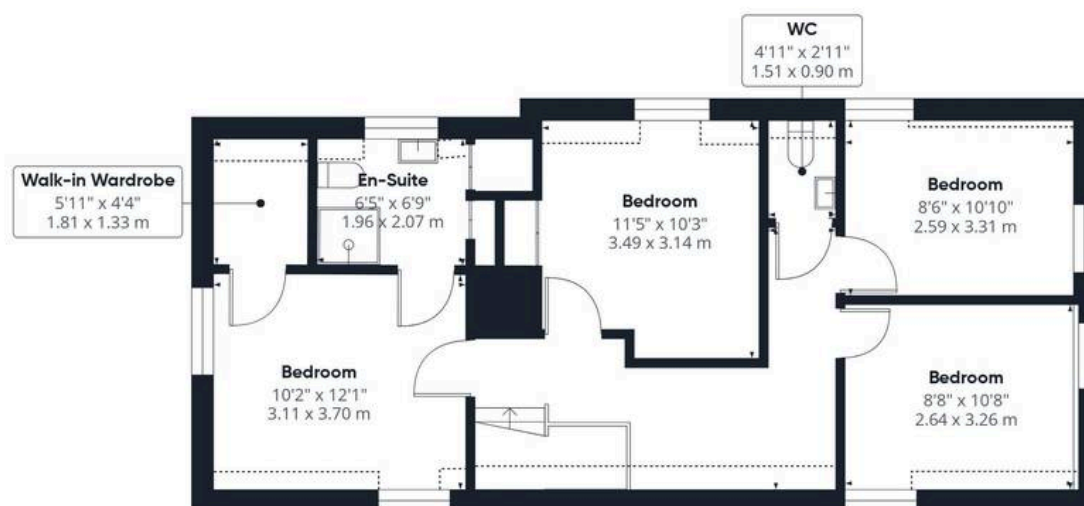 WC
4'11" x 2'11"
1.51 x 0.90 m
Walk-in Wardrobe
5'11" x 4'4"
1.81 x 1.33 m
En-Suite
6'5" x 6'9"
1.96 x 2.07 m
Bedroom
11'5" x 10'3"
3.49 x 3.14 m
Bedroom
8'6" x 10'10"
2.59 x 3.31 m
Bedroom
10'2" x 12'1"
3.11 x 3.70 m
Bedroom
8'8" x 10'8"
2.64 x 3.26 m